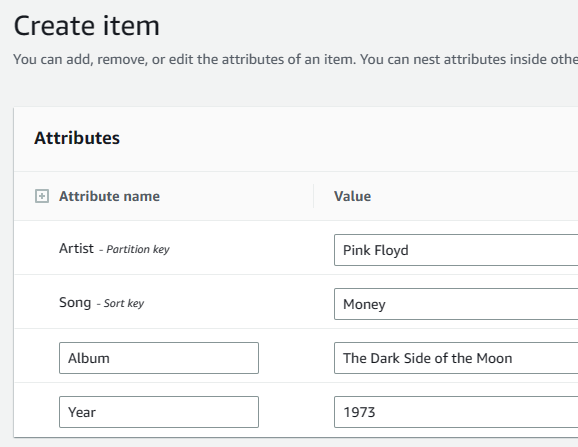 Create item
You can add, remove, or edit the attributes of an item. You can nest attributes inside othe
Attributes
Attribute name Value
Artist - Partition key Pink Floyd
Song - Sort key Money
Album The Dark Side of the Moon
Year 1973